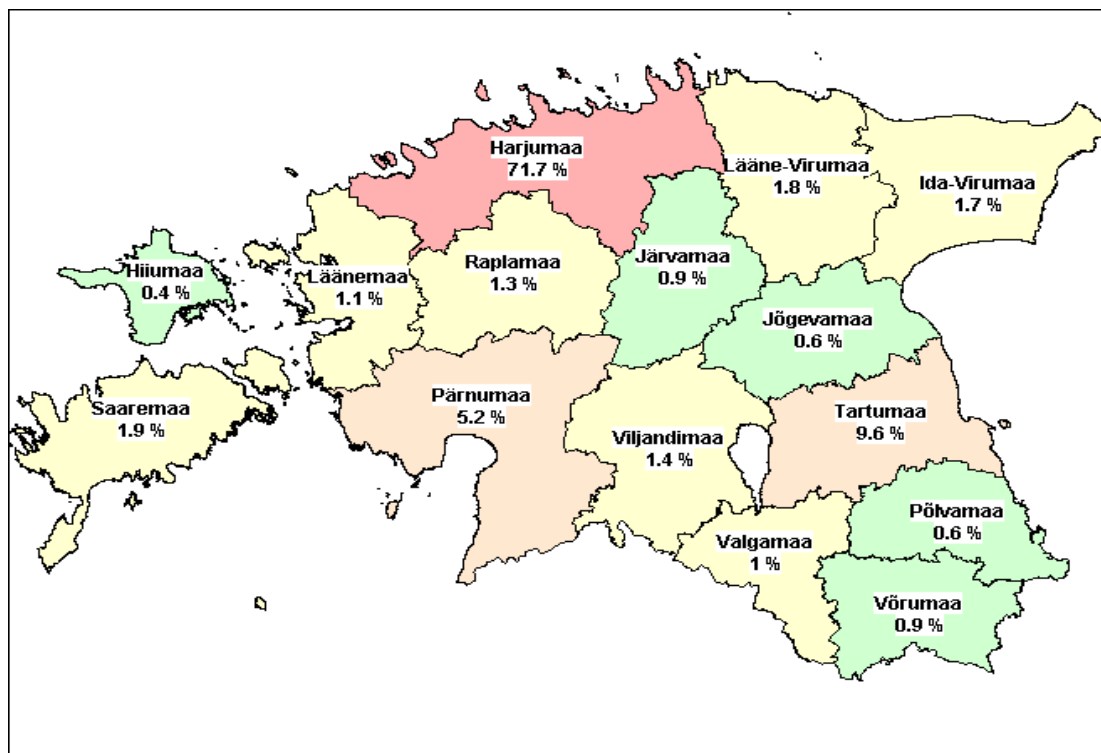 Harjumaa
71.7 %
Lääne-Virumaa
1.8 %
Ida-Virumaa
1.7 %
Hiiumaa
0.4 %
Läänemaa
1.1 %
Raplamaa
1.3 %
Järvamaa
0.9 %
Jõgevamaa
0.6 %
Saaremaa
1.9 %
Pärnumaa
5.2 %
Viljandimaa
1.4 %
Tartumaa
9.6 %
Põlvamaa
0.6 %
Valgamaa
1 %
Võrumaa
0.9 %